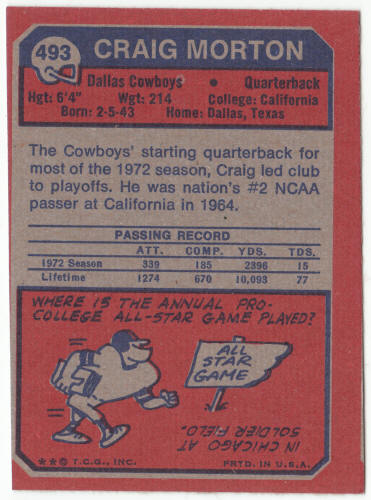 493 CRAIG MORTON
Dallas Cowboys • Quarterback
Hgt: 6'4" Wgt: 214 College: California
Born: 2-5-43 Home: Dallas, Texas
The Cowboys' starting quarterback for
most of the 1972 season, Craig led club
to playoffs. He was nation's #2 NCAA
passer at California in 1964.
PASSING RECORD
ATT. COMP. YDS. TDS.
1972 Season 339 185 2396 15
Lifetime 1274 670 10,093 77
WHERE IS THE ANNUAL PRO-
COLLEGE ALL-STAR GAME PLAYED?
ALL
STAR
GAME
IN CHICAGO AT
SOLDIER FIELD.
**© T.C.G., INC. PRTD. IN U.S.A.